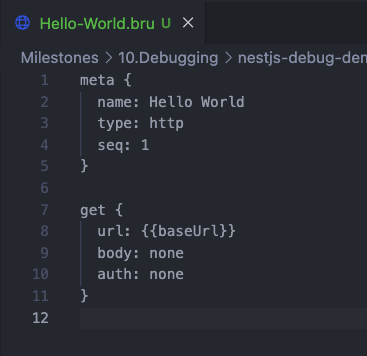 Hello-World.bru U
Milestones > 10.Debugging > nestjs-debug-den
1 meta {
2 name: Hello World
3 type: http
4 seq: 1
5 }
6
7 get {
8 url: {{baseUrl}}
9 body: none
10 auth: none
11 }
12